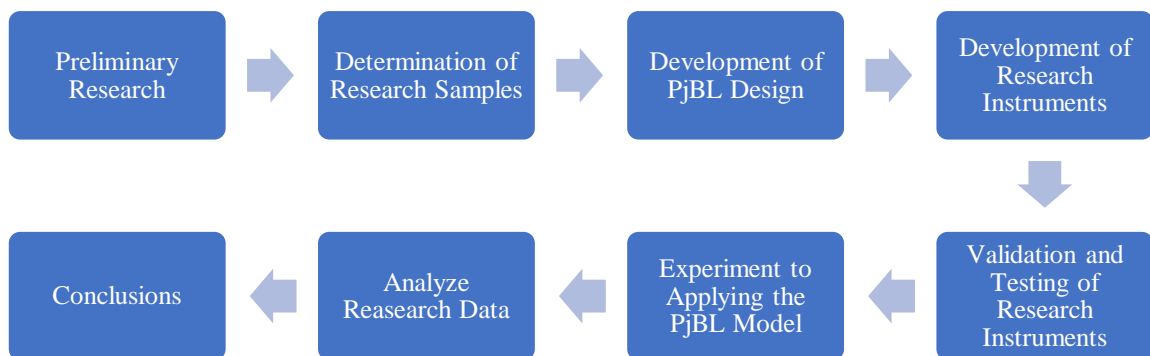 Preliminary
Research
Determination of
Research Samples
Development of
PjBL Design
Development of
Research
Instruments
Validation and
Testing of
Research
Instruments
Experiment to
Applying the
PjBL Model
Analyze
Reasearch Data
Conclusions